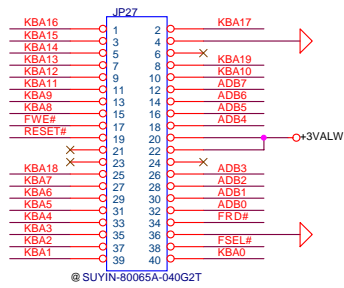 JP27
KBA16 1 2 KBA17
KBA15 3 4
KBA14 5 6
KBA13 7 8 KBA19
KBA12 9 10 KBA10
KBA11 11 12 ADB7
KBA9 13 14 ADB6
KBA8 15 16 ADB5
FWE# 17 18 ADB4
RESET# 19 20 +3VALW
21 22
23 24
KBA18 25 26 ADB3
KBA7 27 28 ADB2
KBA6 29 30 ADB1
KBA5 31 32 ADB0
KBA4 33 34 FRD#
KBA3 35 36
KBA2 37 38 FSEL#
KBA1 39 40 KBA0
@SUYIN-80065A-040G2T